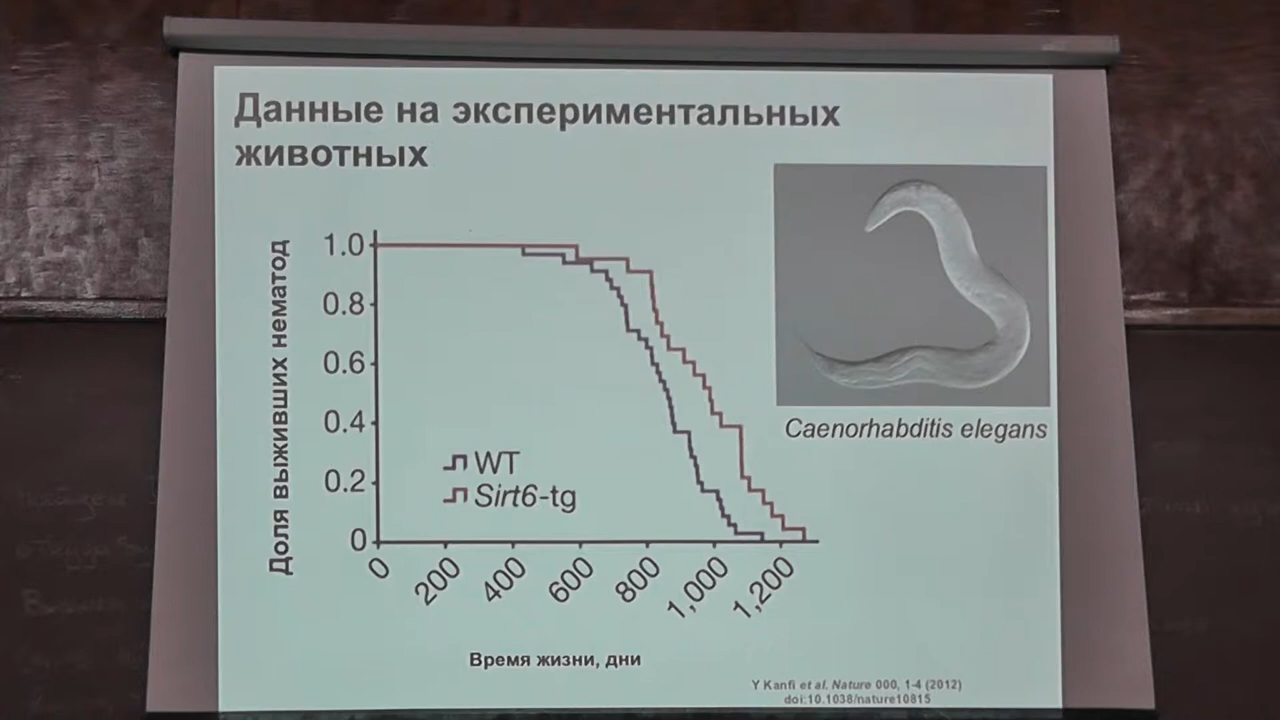 Данные на экспериментальных
животных
Доля выживших нематод
1.0
0.8
0.6
0.4
0.2
0
WT
Sirt6-tg
0
200
400
600
800
1,000
1,200
Время жизни, дни
Caenorhabditis elegans
Y Kanfi et al. Nature 000, 1-4 (2012)
doi:10.1038/nature10815